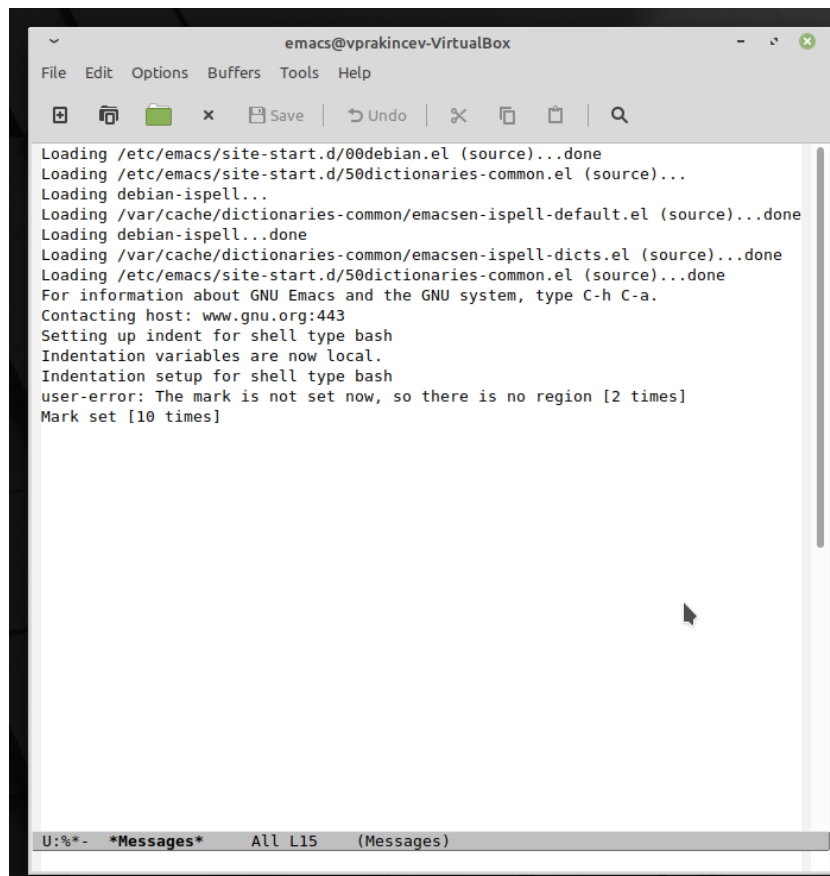 emacs@vprakincev-VirtualBox
File Edit Options Buffers Tools Help
Save Undo
Loading /etc/emacs/site-start.d/00debian.el (source)...done
Loading /etc/emacs/site-start.d/50dictionaries-common.el (source)...
Loading debian-ispell...
Loading /var/cache/dictionaries-common/emacsen-ispell-default.el (source)...done
Loading debian-ispell...done
Loading /var/cache/dictionaries-common/emacsen-ispell-dicts.el (source)...done
Loading /etc/emacs/site-start.d/50dictionaries-common.el (source)...done
For information about GNU Emacs and the GNU system, type C-h C-a.
Contacting host: www.gnu.org:443
Setting up indent for shell type bash
Indentation variables are now local.
Indentation setup for shell type bash
user-error: The mark is not set now, so there is no region [2 times]
Mark set [10 times]
U:%*-  *Messages*     All L15    (Messages)